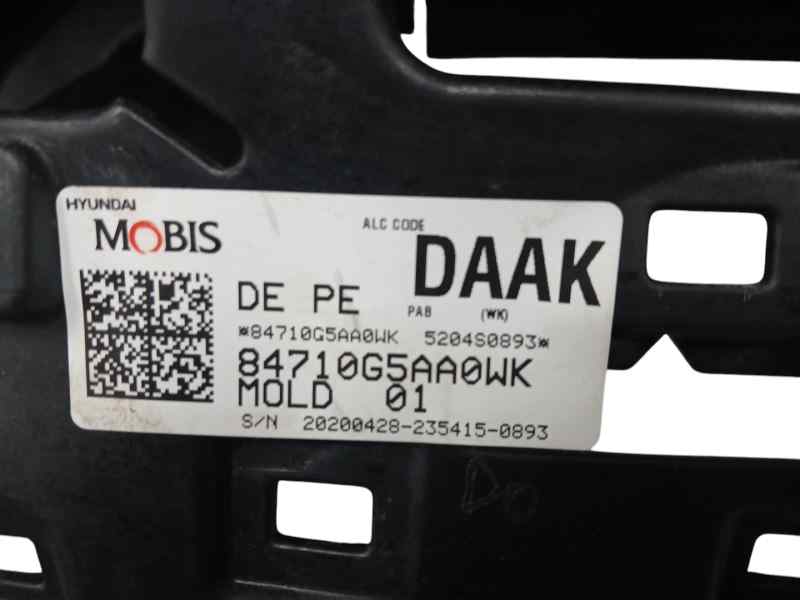 HYUNDAI
MOBIS
ALC CODE
DAAK
DE PE
PAB (WK)
*84710G5AA0WK 5204S0893*
84710G5AA0WK
MOLD 01
S/N 20200428-235415-0893